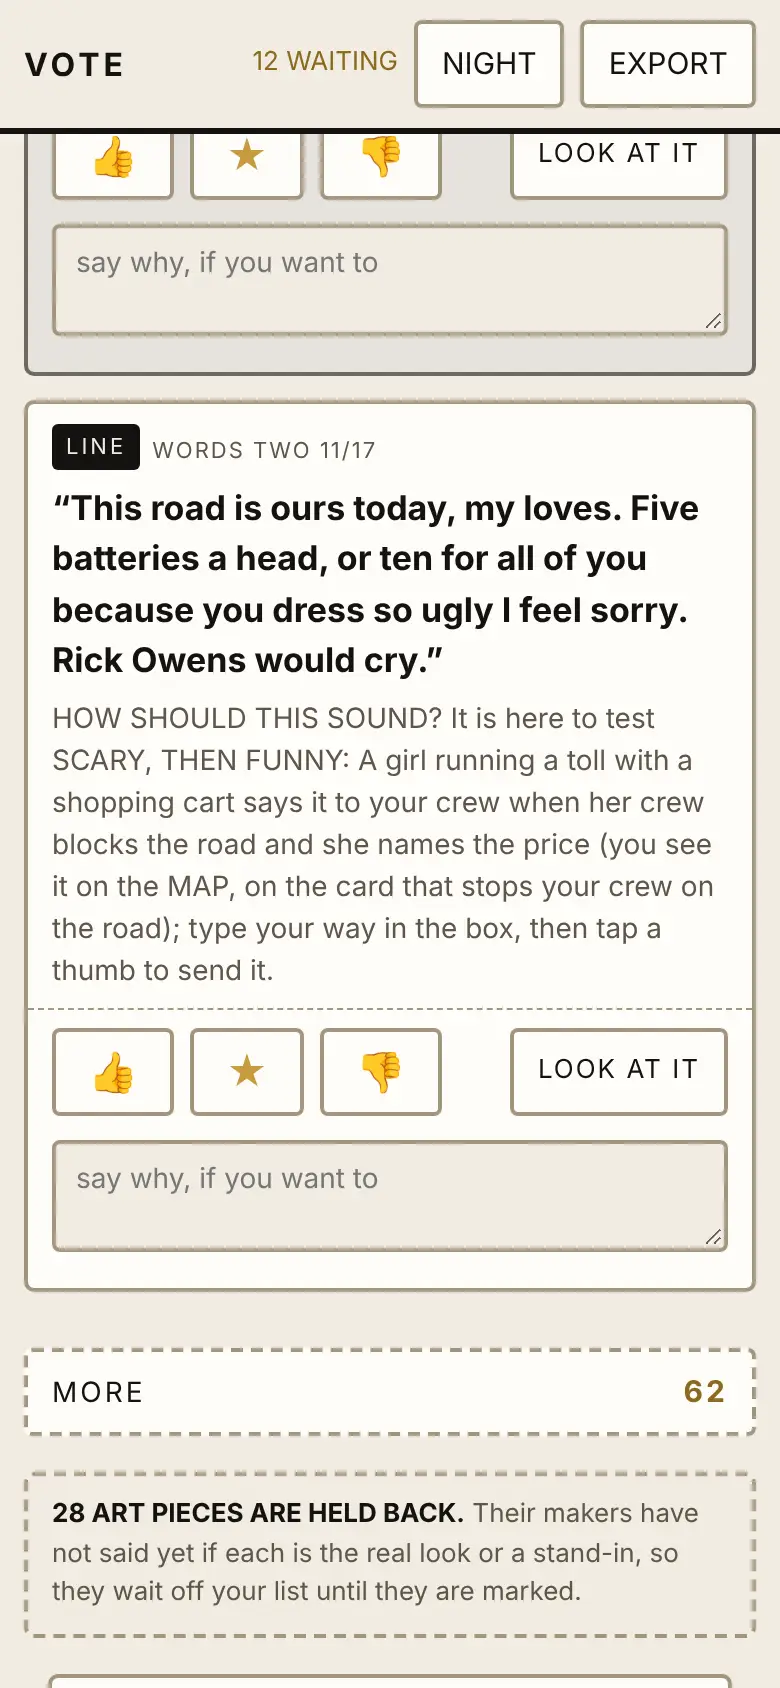 VOTE
12 WAITING
NIGHT
EXPORT
👍
★
👎
LOOK AT IT
say why, if you want to
LINE
WORDS TWO 11/17
“This road is ours today, my loves. Five
batteries a head, or ten for all of you
because you dress so ugly I feel sorry.
Rick Owens would cry.”
HOW SHOULD THIS SOUND? It is here to test
SCARY, THEN FUNNY: A girl running a toll with a
shopping cart says it to your crew when her crew
blocks the road and she names the price (you see
it on the MAP, on the card that stops your crew on
the road); type your way in the box, then tap a
thumb to send it.
👍
★
👎
LOOK AT IT
say why, if you want to
MORE
62
28 ART PIECES ARE HELD BACK. Their makers have
not said yet if each is the real look or a stand-in, so
they wait off your list until they are marked.